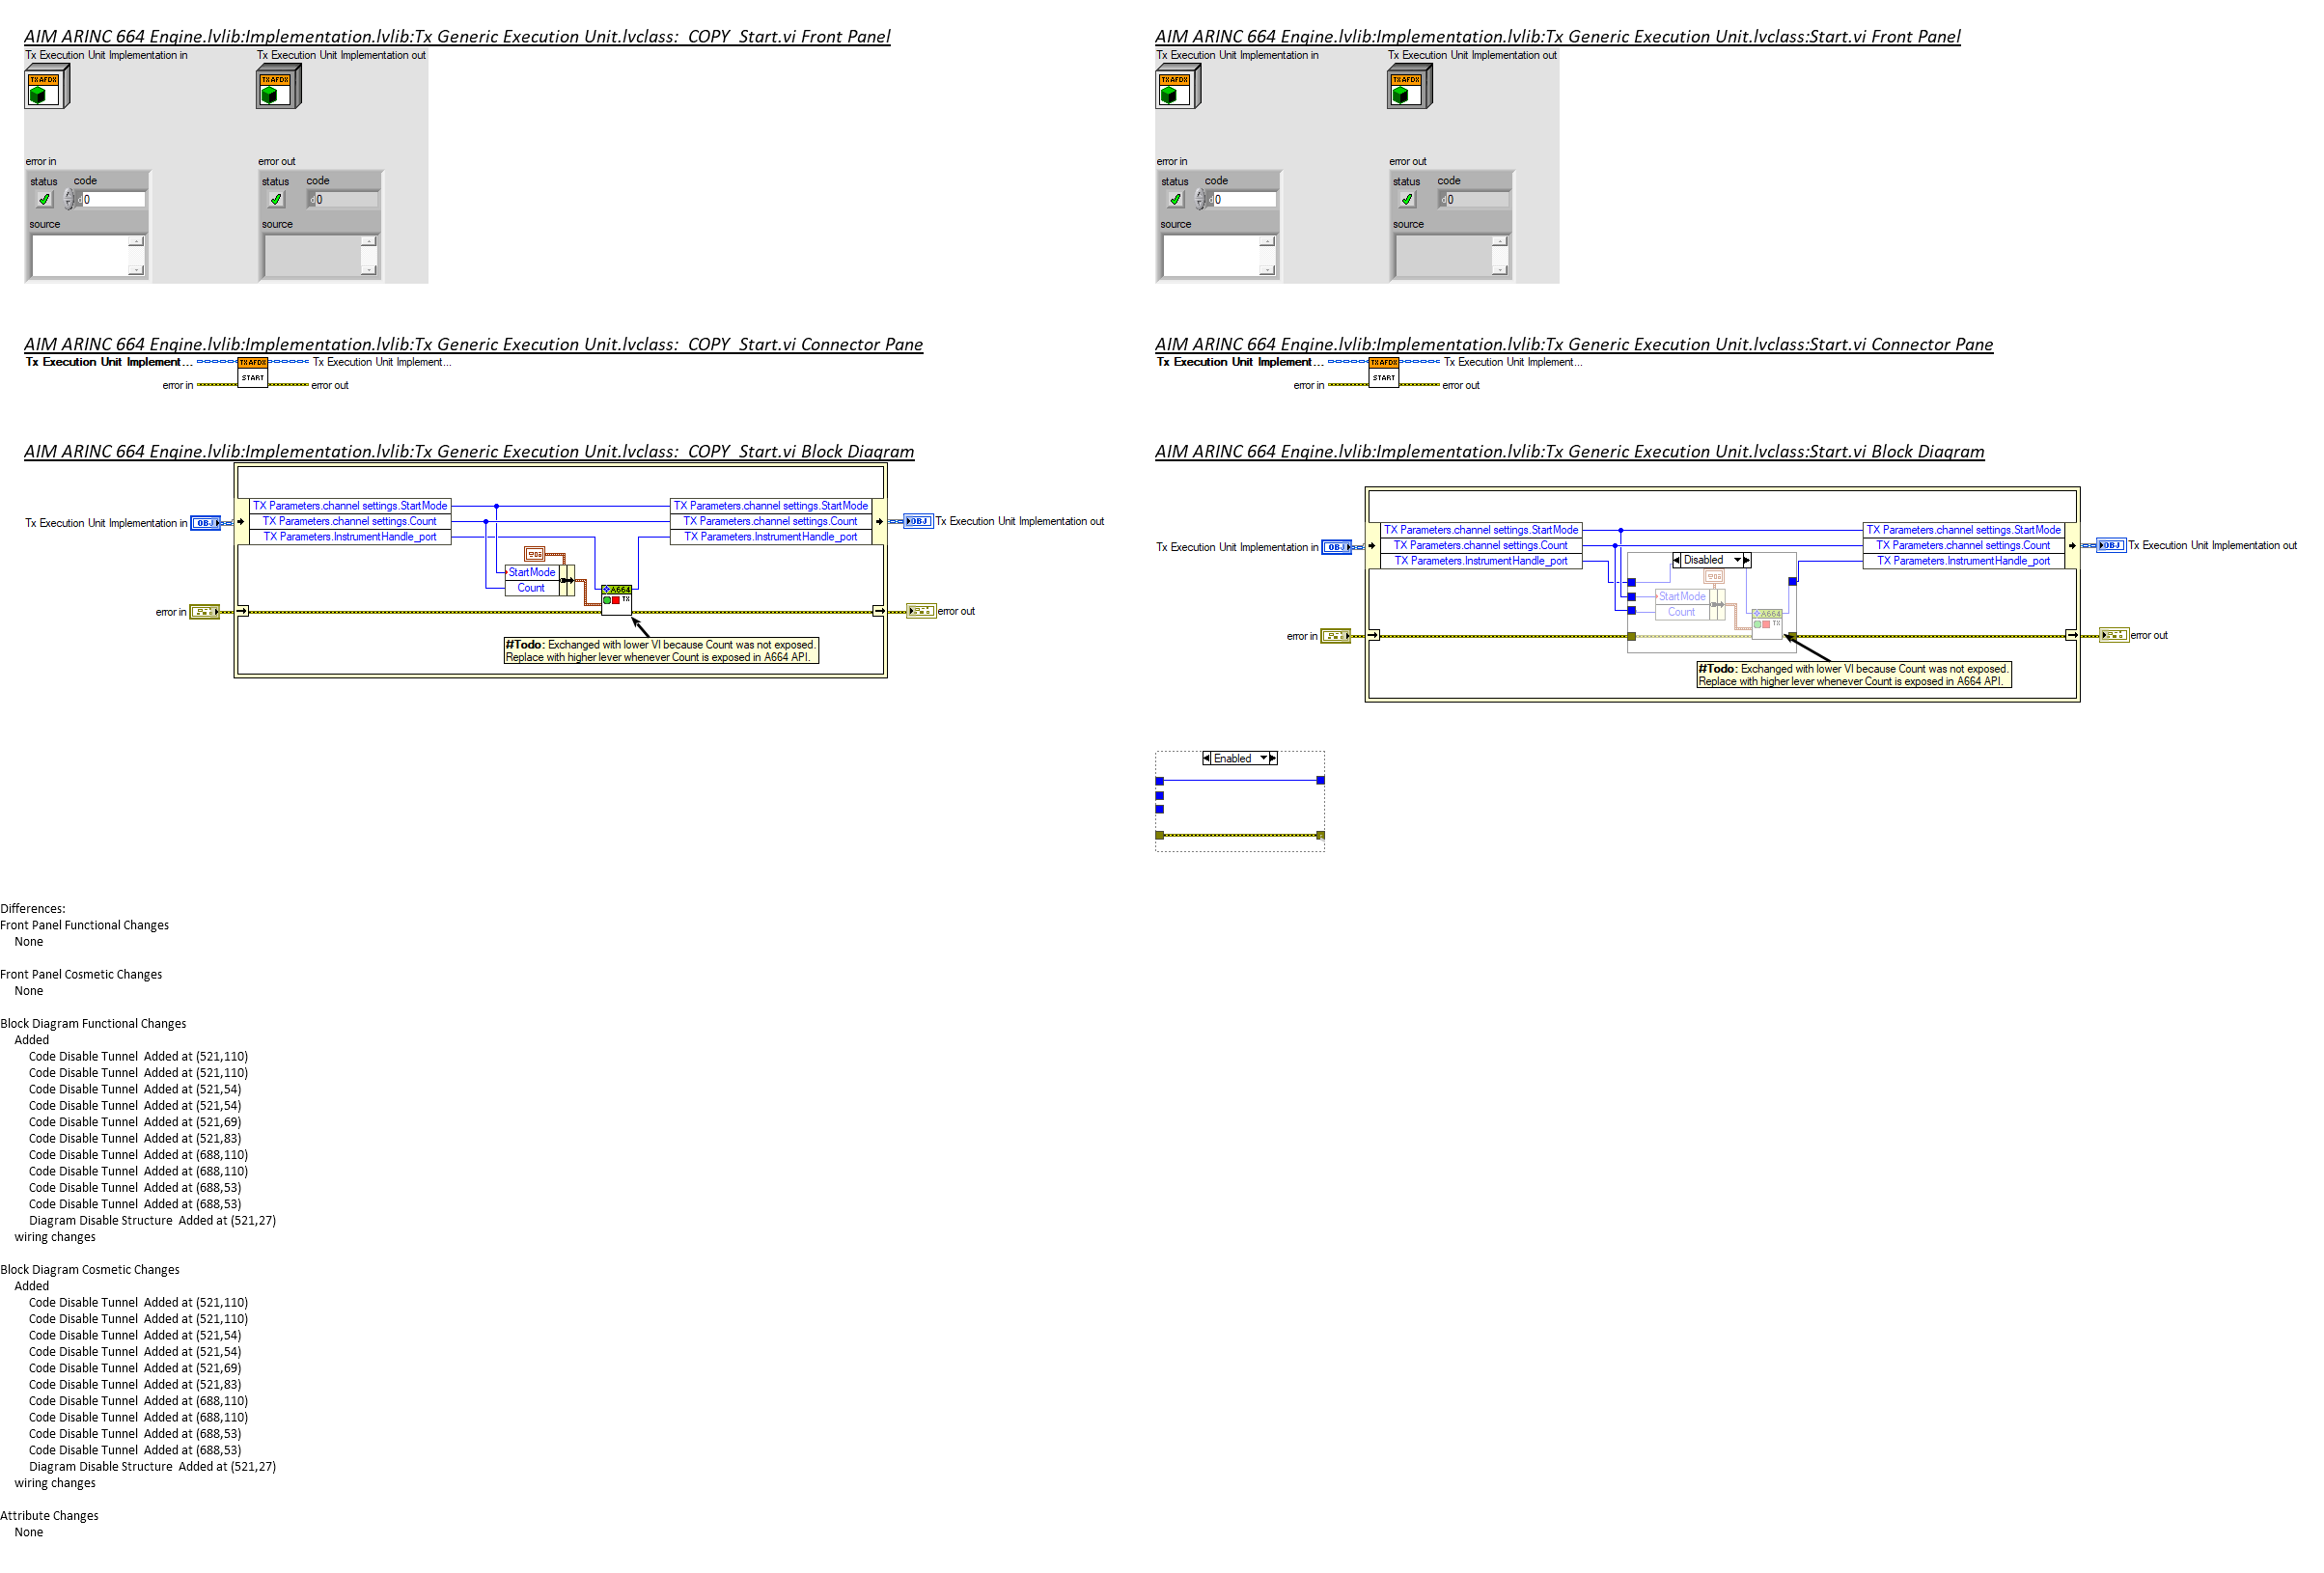 AIM ARINC 664 Engine.lvlib:Implementation.lvlib:Tx Generic Execution Unit.lvclass:  COPY  Start.vi Front Panel
Tx Execution Unit Implementation in
Tx Execution Unit Implementation out
TX AFDX
TX AFDX
error in
error out
status
code
0
source
status
code
0
source
AIM ARINC 664 Engine.lvlib:Implementation.lvlib:Tx Generic Execution Unit.lvclass:Start.vi Front Panel
Tx Execution Unit Implementation in
Tx Execution Unit Implementation out
TX AFDX
TX AFDX
error in
error out
status
code
0
source
status
code
0
source
AIM ARINC 664 Engine.lvlib:Implementation.lvlib:Tx Generic Execution Unit.lvclass:  COPY  Start.vi Connector Pane
Tx Execution Unit Implement...
TX AFDX
START
Tx Execution Unit Implement...
error in
error out
AIM ARINC 664 Engine.lvlib:Implementation.lvlib:Tx Generic Execution Unit.lvclass:Start.vi Connector Pane
Tx Execution Unit Implement...
TX AFDX
START
Tx Execution Unit Implement...
error in
error out
AIM ARINC 664 Engine.lvlib:Implementation.lvlib:Tx Generic Execution Unit.lvclass:  COPY  Start.vi Block Diagram
Tx Execution Unit Implementation in
OBJ
TX Parameters.channel settings.StartMode
TX Parameters.channel settings.Count
TX Parameters.InstrumentHandle_port
TX Parameters.channel settings.StartMode
TX Parameters.channel settings.Count
TX Parameters.InstrumentHandle_port
OBJ
Tx Execution Unit Implementation out
StartMode
Count
A664
TX
error in
error out
#Todo: Exchanged with lower VI because Count was not exposed.
Replace with higher lever whenever Count is exposed in A664 API.
AIM ARINC 664 Engine.lvlib:Implementation.lvlib:Tx Generic Execution Unit.lvclass:Start.vi Block Diagram
Tx Execution Unit Implementation in
OBJ
TX Parameters.channel settings.StartMode
TX Parameters.channel settings.Count
TX Parameters.InstrumentHandle_port
TX Parameters.channel settings.StartMode
TX Parameters.channel settings.Count
TX Parameters.InstrumentHandle_port
OBJ
Tx Execution Unit Implementation out
Disabled
StartMode
Count
A664
TX
error in
error out
#Todo: Exchanged with lower VI because Count was not exposed.
Replace with higher lever whenever Count is exposed in A664 API.
Enabled
Differences:
Front Panel Functional Changes
None
Front Panel Cosmetic Changes
None
Block Diagram Functional Changes
Added
Code Disable Tunnel  Added at (521,110)
Code Disable Tunnel  Added at (521,110)
Code Disable Tunnel  Added at (521,54)
Code Disable Tunnel  Added at (521,54)
Code Disable Tunnel  Added at (521,69)
Code Disable Tunnel  Added at (521,83)
Code Disable Tunnel  Added at (688,110)
Code Disable Tunnel  Added at (688,110)
Code Disable Tunnel  Added at (688,53)
Code Disable Tunnel  Added at (688,53)
Diagram Disable Structure  Added at (521,27)
wiring changes
Block Diagram Cosmetic Changes
Added
Code Disable Tunnel  Added at (521,110)
Code Disable Tunnel  Added at (521,110)
Code Disable Tunnel  Added at (521,54)
Code Disable Tunnel  Added at (521,54)
Code Disable Tunnel  Added at (521,69)
Code Disable Tunnel  Added at (521,83)
Code Disable Tunnel  Added at (688,110)
Code Disable Tunnel  Added at (688,110)
Code Disable Tunnel  Added at (688,53)
Code Disable Tunnel  Added at (688,53)
Diagram Disable Structure  Added at (521,27)
wiring changes
Attribute Changes
None